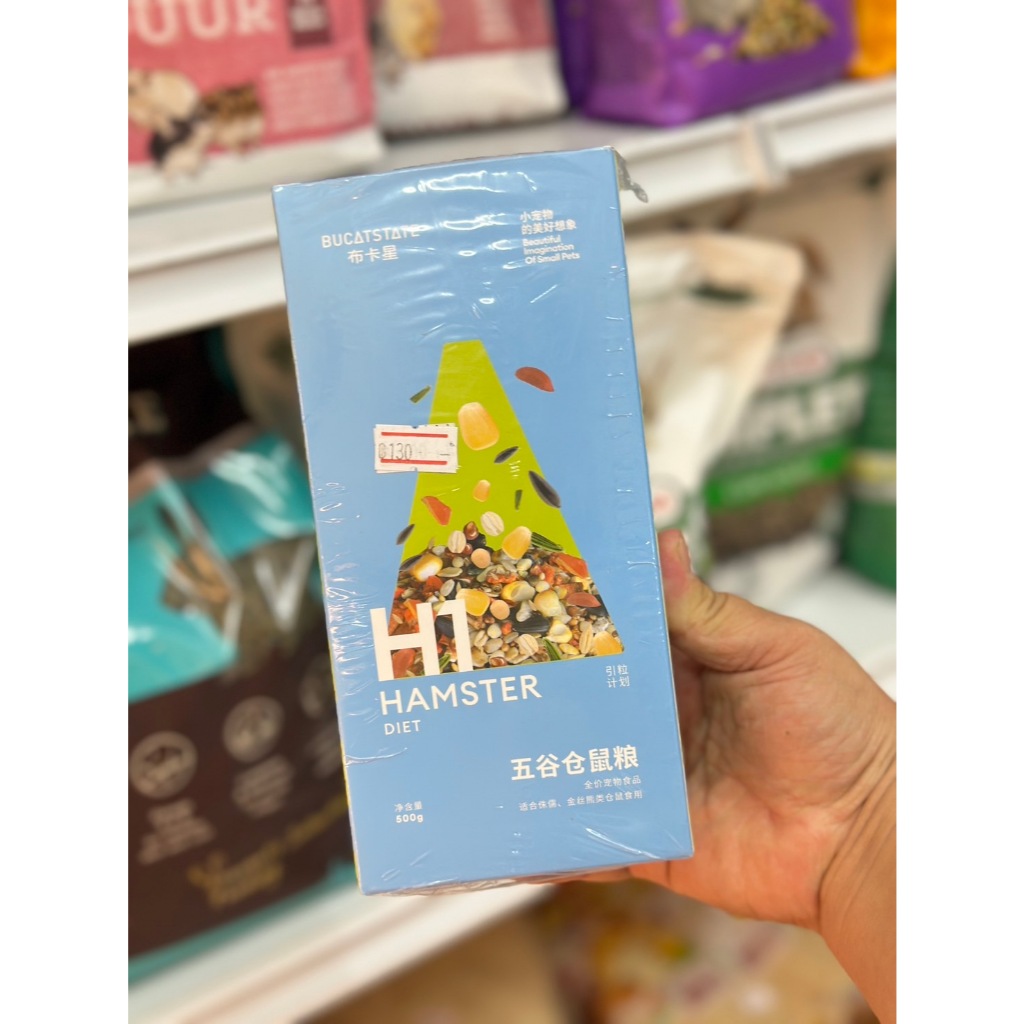 OUR
BUCATSTATE
布卡星
小宠物
的美好想象
Beautiful
Imagination
Of Small Pets
฿130
H1
HAMSTER
DIET
引粒
计划
五谷仓鼠粮
全价宠物食品
适合侏儒、金丝熊类仓鼠食用
净含量
500g